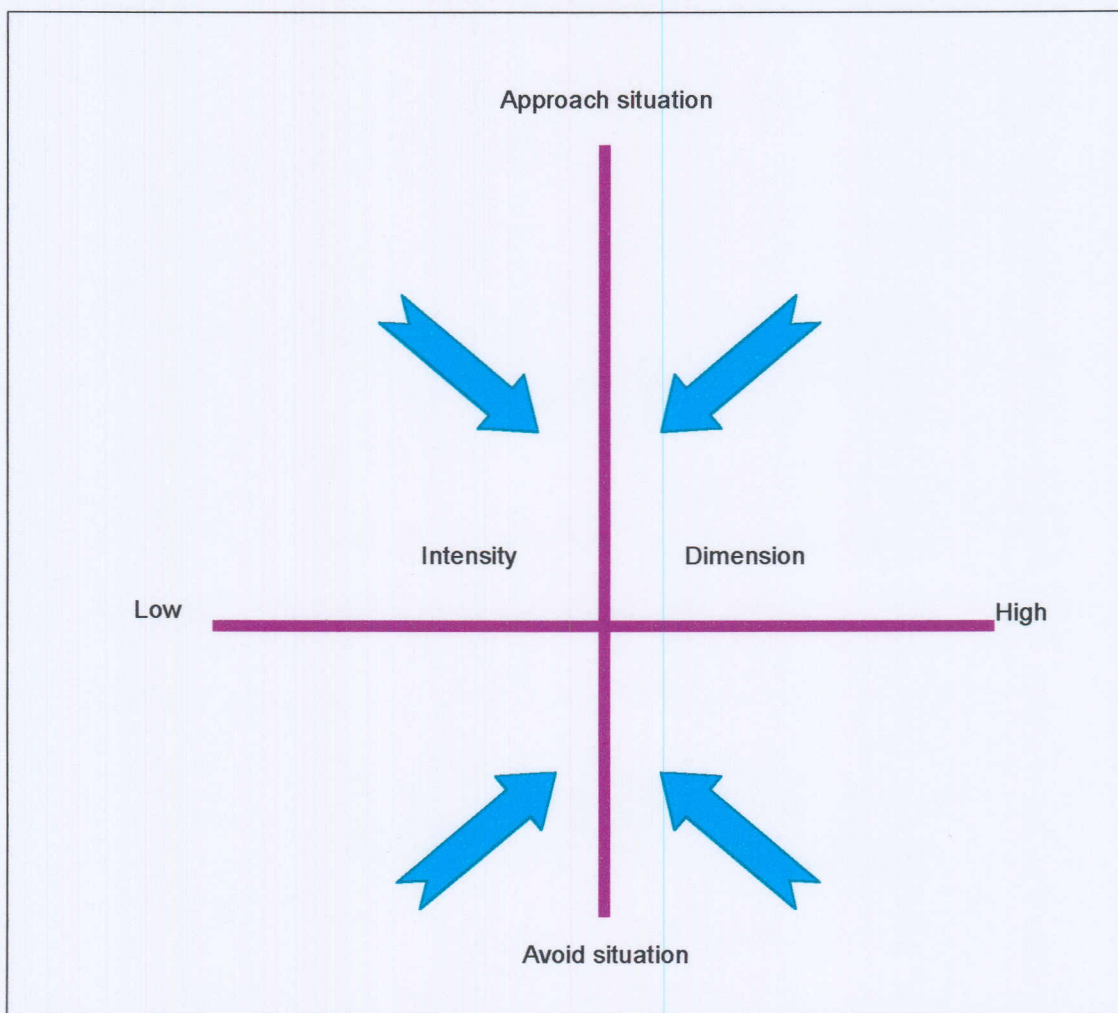 Approach situation
Intensity Dimension
Low
High
Avoid situation